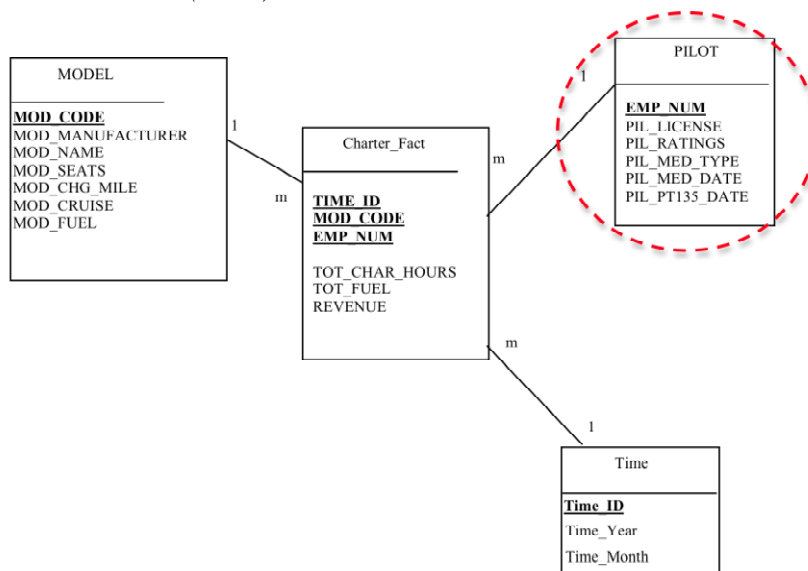 MODEL
MOD_CODE
MOD_MANUFACTURER
MOD_NAME
MOD_SEATS
MOD_CHG_MILE
MOD_CRUISE
MOD_FUEL
1
m
Charter_Fact
TIME_ID
MOD_CODE
EMP_NUM
TOT_CHAR_HOURS
TOT_FUEL
REVENUE
m
1
PILOT
EMP_NUM
PIL_LICENSE
PIL_RATINGS
PIL_MED_TYPE
PIL_MED_DATE
PIL_PT135_DATE
m
1
Time
Time_ID
Time_Year
Time_Month